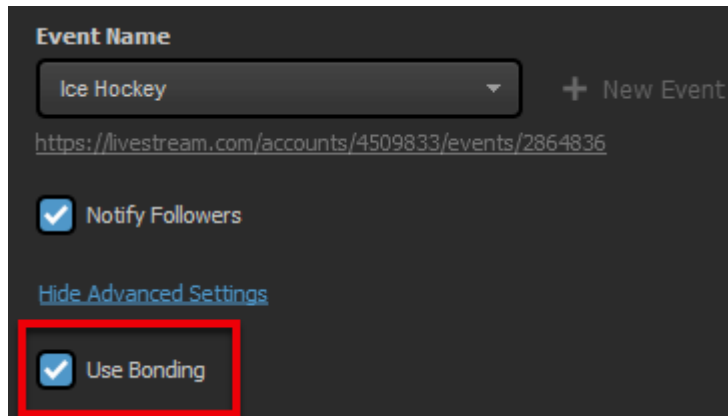 Event Name
Ice Hockey
+ New Event
https://livestream.com/accounts/4509833/events/2864836
Notify Followers
Hide Advanced Settings
Use Bonding